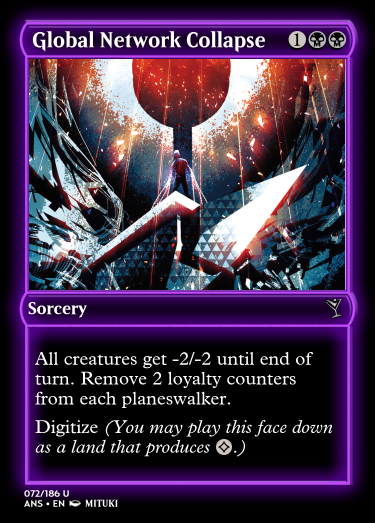 Global Network Collapse 1
Sorcery
All creatures get -2/-2 until end of
turn. Remove 2 loyalty counters
from each planeswalker.
Digitize (You may play this face down
as a land that produces .)
072/186 U
ANS • EN MITUKI